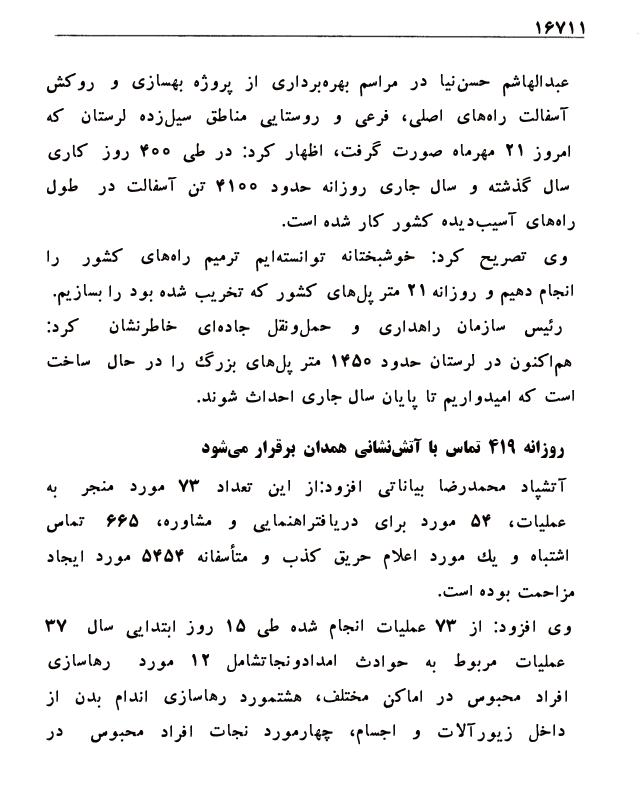 ۱۶۷۱۱
عبدالهاشم حسن‌نیا در مراسم بهره‌برداری از پروژه بهسازی و روکش
آسفالت راه‌های اصلی، فرعی و روستایی مناطق سیل‌زده لرستان که
امروز ۲۱ مهرماه صورت گرفت، اظهار کرد: در طی ۴۰۰ روز کاری
سال گذشته و سال جاری روزانه حدود ۴۱۰۰ تن آسفالت در طول
راه‌های آسیب‌دیده کشور کار شده است.
وی تصریح کرد: خوشبختانه توانسته‌ایم ترمیم راه‌های کشور را
انجام دهیم و روزانه ۲۱ متر پل‌های کشور که تخریب شده بود را بسازیم.
رئیس سازمان راهداری و حمل‌ونقل جاده‌ای خاطرنشان کرد:
هم‌اکنون در لرستان حدود ۱۴۵۰ متر پل‌های بزرگ را در حال ساخت
است که امیدواریم تا پایان سال جاری احداث شوند.
روزانه ۴۱۹ تماس با آتش‌نشانی همدان برقرار می‌شود
آتشپاد محمدرضا بیاناتی افزود:از این تعداد ۷۳ مورد منجر به
عملیات، ۵۴ مورد برای دریافتراهنمایی و مشاوره، ۶۶۵ تماس
اشتباه و یك مورد اعلام حریق کذب و متأسفانه ۵۴۵۴ مورد ایجاد
مزاحمت بوده است.
وی افزود: از ۷۳ عملیات انجام شده طی ۱۵ روز ابتدایی سال ۳۷
عملیات مربوط به حوادث امدادونجاتشامل ۱۲ مورد رهاسازی
افراد محبوس در اماکن مختلف، هشتمورد رهاسازی اندام بدن از
داخل زیورآلات و اجسام، چهارمورد نجات افراد محبوس در